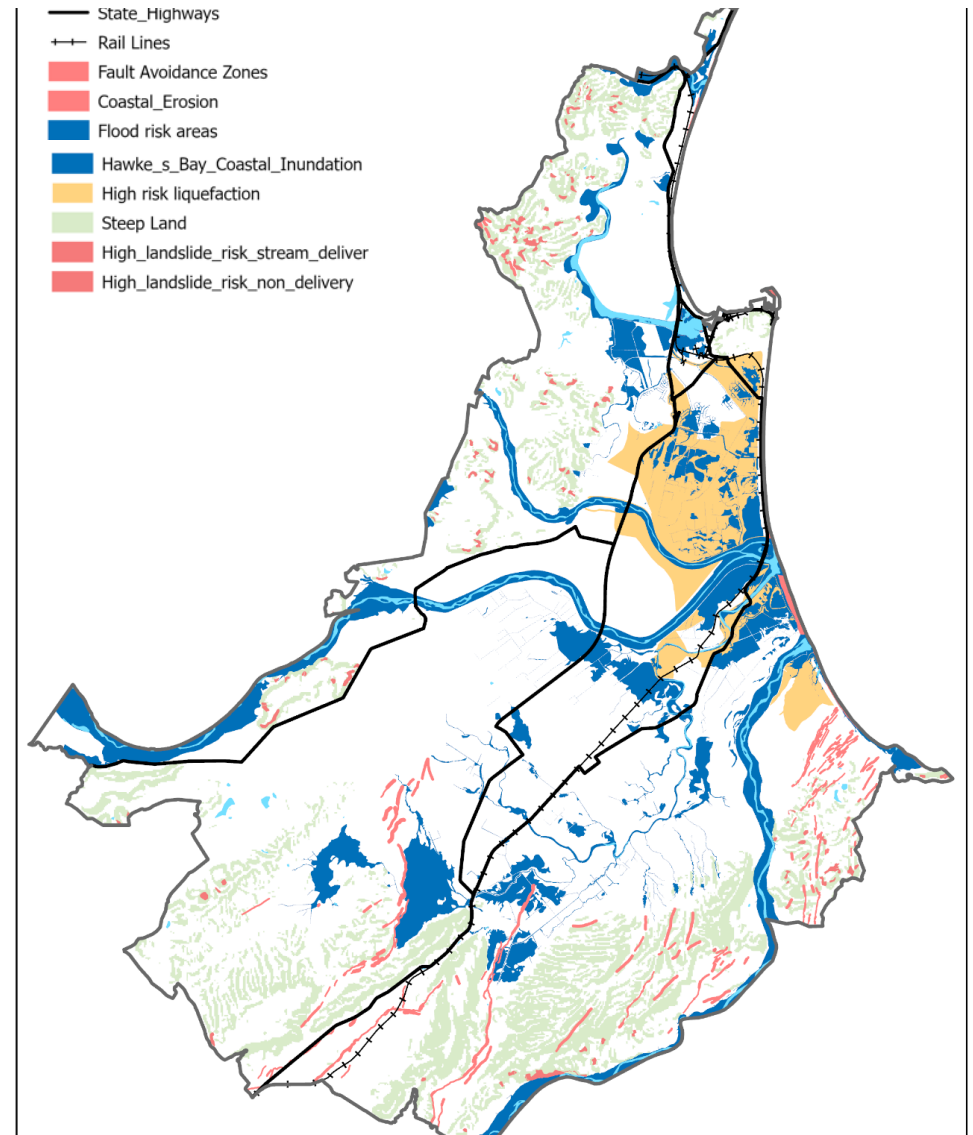 State_Highways
Rail Lines
Fault Avoidance Zones
Coastal_Erosion
Flood risk areas
Hawke_s_Bay_Coastal_Inundation
High risk liquefaction
Steep Land
High_landslide_risk_stream_deliver
High_landslide_risk_non_delivery